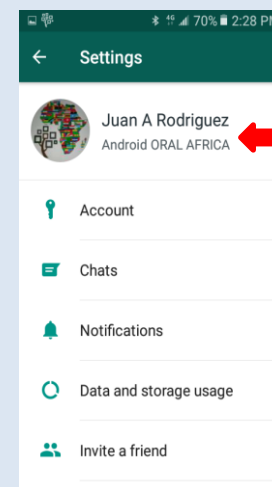 70% 2:28 PM
Settings
Juan A Rodriguez
Android ORAL AFRICA
Account
Chats
Notifications
Data and storage usage
Invite a friend